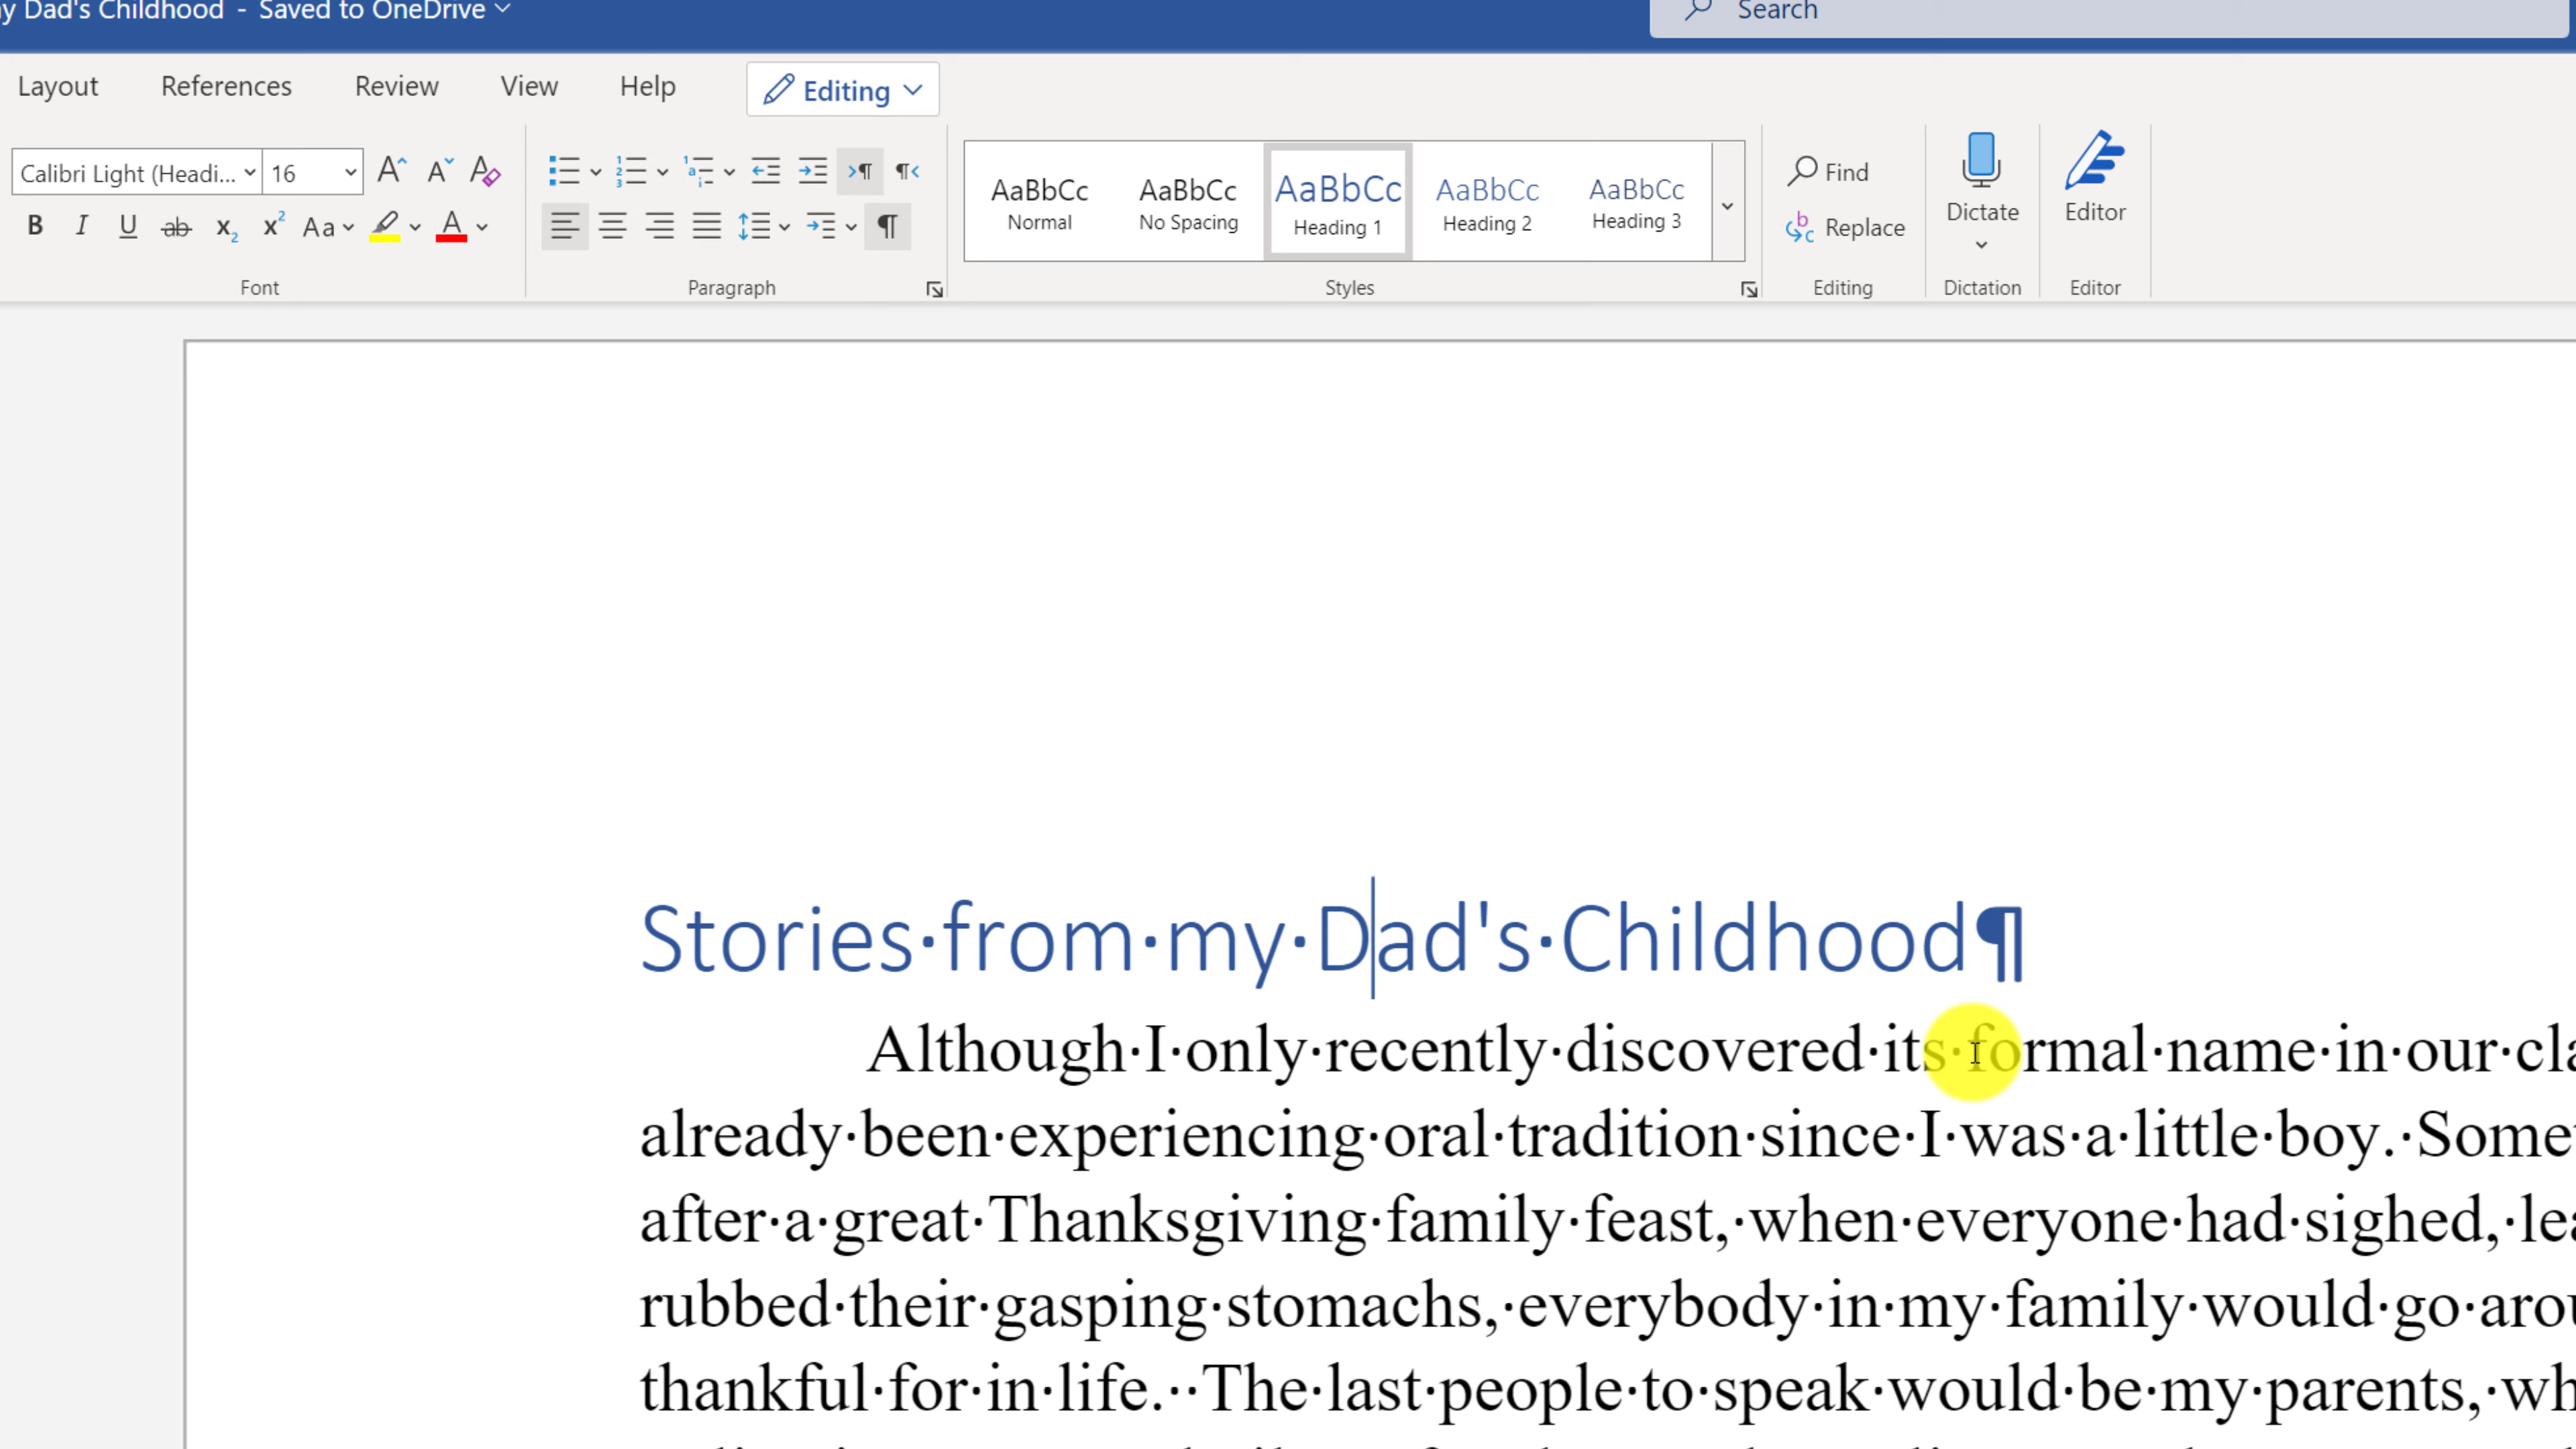 y Dad's Childhood - Saved to OneDrive
Search
Layout References Review View Help Editing
Calibri Light (Headi... 16
Find
AaBbCc AaBbCc AaBbCc AaBbCc AaBbCc
Normal No Spacing Heading 1 Heading 2 Heading 3
Dictate Editor
Replace
Font Paragraph Styles Editing Dictation Editor
Stories·from·my·Dad's·Childhood¶
Although·I·only·recently·discovered·its·formal·name·in·our·cla
already·been·experiencing·oral·tradition·since·I·was·a·little·boy.·Some
after·a·great·Thanksgiving·family·feast,·when·everyone·had·sighed,·lea
rubbed·their·gasping·stomachs,·everybody·in·my·family·would·go·arou
thankful·for·in·life.··The·last·people·to·speak·would·be·my·parents,·wh